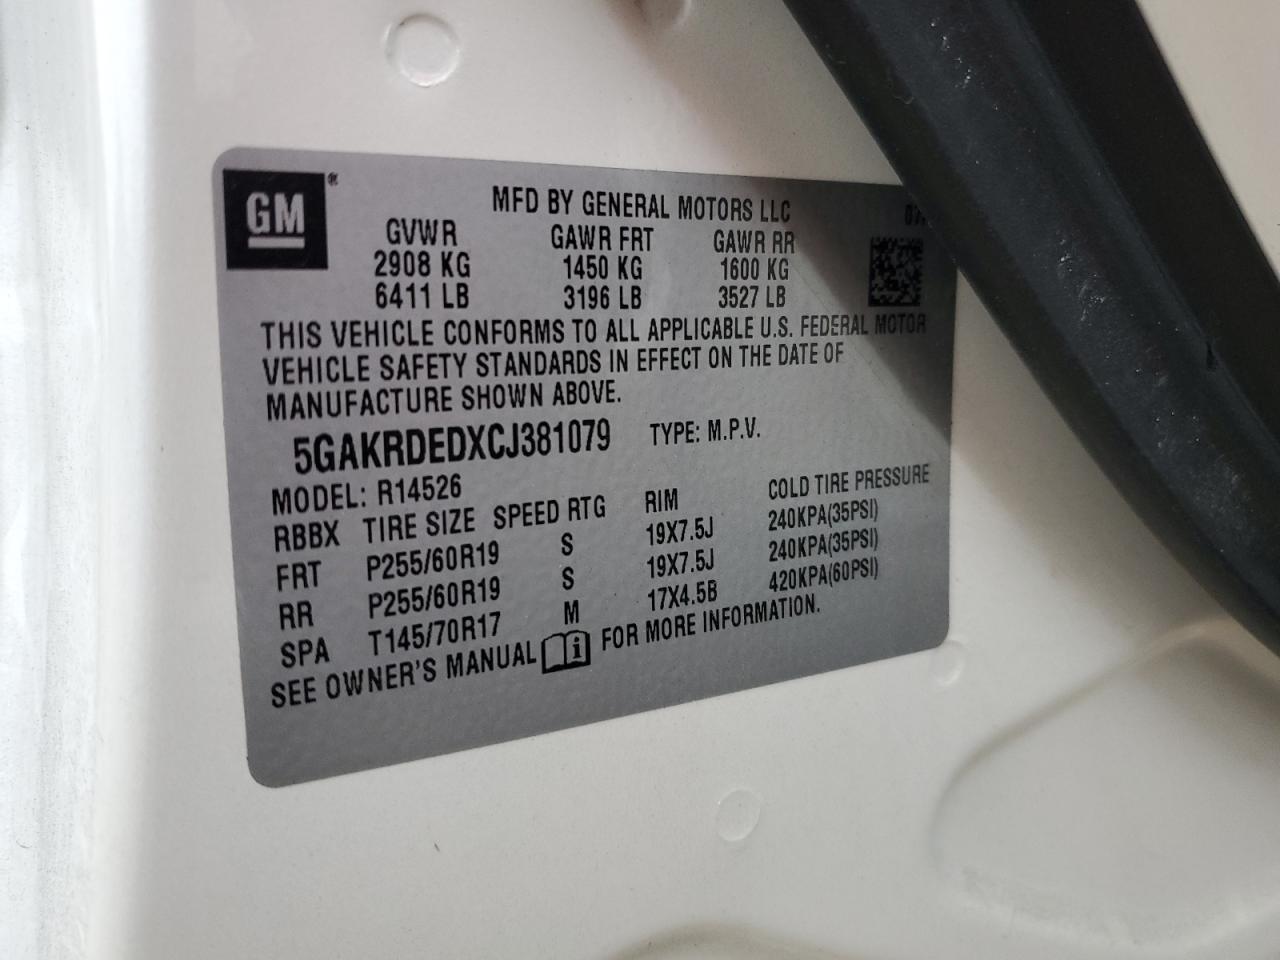 GM®
MFD BY GENERAL MOTORS LLC
GVWR GAWR FRT GAWR RR
2908 KG 1450 KG 1600 KG
6411 LB 3196 LB 3527 LB
THIS VEHICLE CONFORMS TO ALL APPLICABLE U.S. FEDERAL MOTOR
VEHICLE SAFETY STANDARDS IN EFFECT ON THE DATE OF
MANUFACTURE SHOWN ABOVE.
5GAKRDEDXCJ381079 TYPE: M.P.V.
MODEL: R14526
RBBX TIRE SIZE SPEED RTG RIM COLD TIRE PRESSURE
FRT P255/60R19 S 19X7.5J 240KPA(35PSI)
RR P255/60R19 S 19X7.5J 240KPA(35PSI)
SPA T145/70R17 M 17X4.5B 420KPA(60PSI)
SEE OWNER'S MANUAL i FOR MORE INFORMATION.